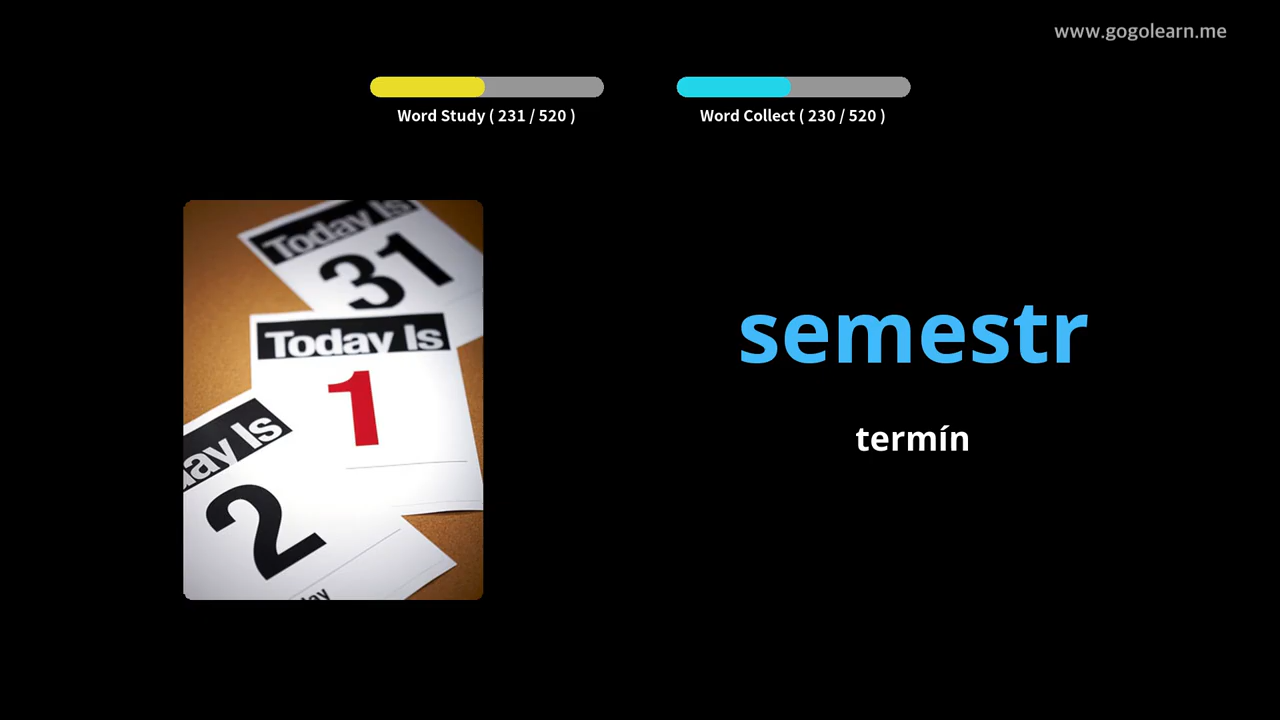 www.gogolearn.me
Word Study ( 231 / 520 )
Word Collect ( 230 / 520 )
Today Is
31
Today Is
1
ay Is
2
semestr
termín